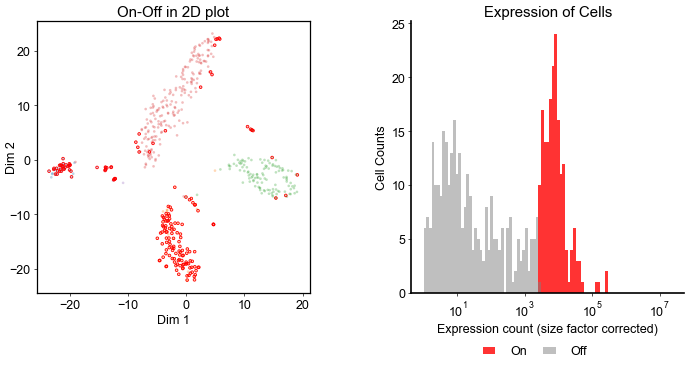 On-Off in 2D plot
Dim 2
20
10
0
−10
−20
−20 −10 0 10 20
Dim 1
Expression of Cells
Cell Counts
25
20
15
10
5
0
10^1 10^3 10^5 10^7
Expression count (size factor corrected)
On Off